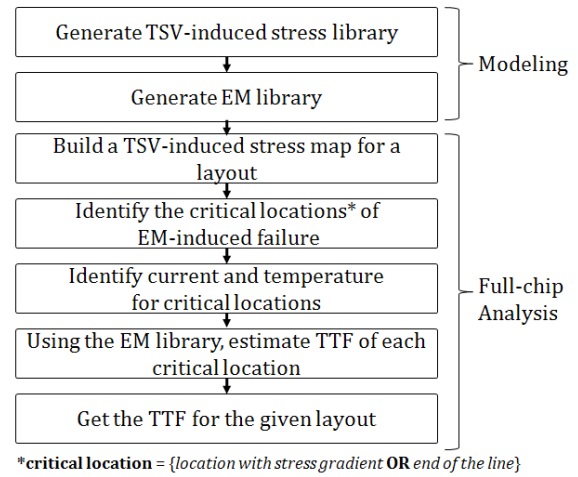 Generate TSV-induced stress library
Generate EM library
Modeling
Build a TSV-induced stress map for a
layout
Identify the critical locations* of
EM-induced failure
Identify current and temperature
for critical locations
Using the EM library, estimate TTF of each
critical location
Get the TTF for the given layout
Full-chip
Analysis
*critical location = {location with stress gradient OR end of the line}